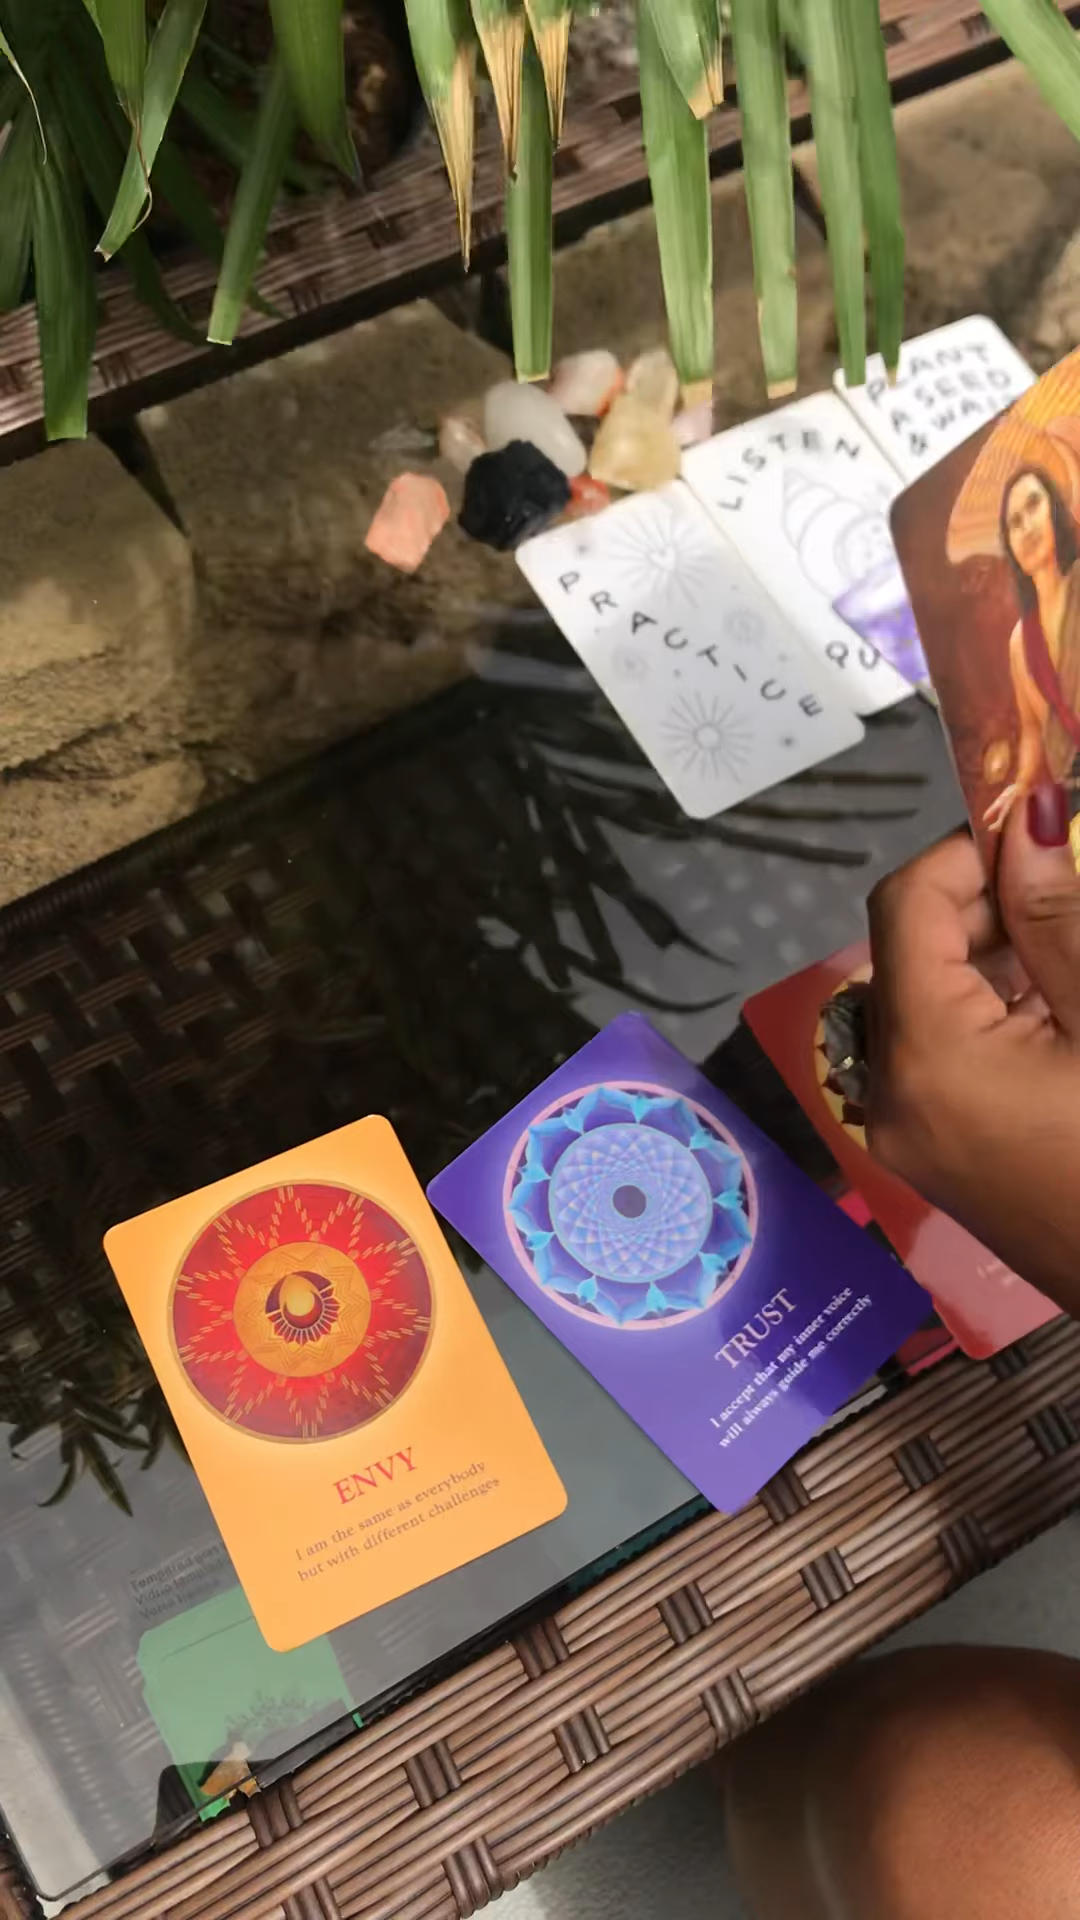 PLANT
A SEED
& WAIT
LISTEN
PRACTICE
TRUST
I accept that my inner voice
will always guide me correctly
ENVY
I am the same as everybody
but with different challenges